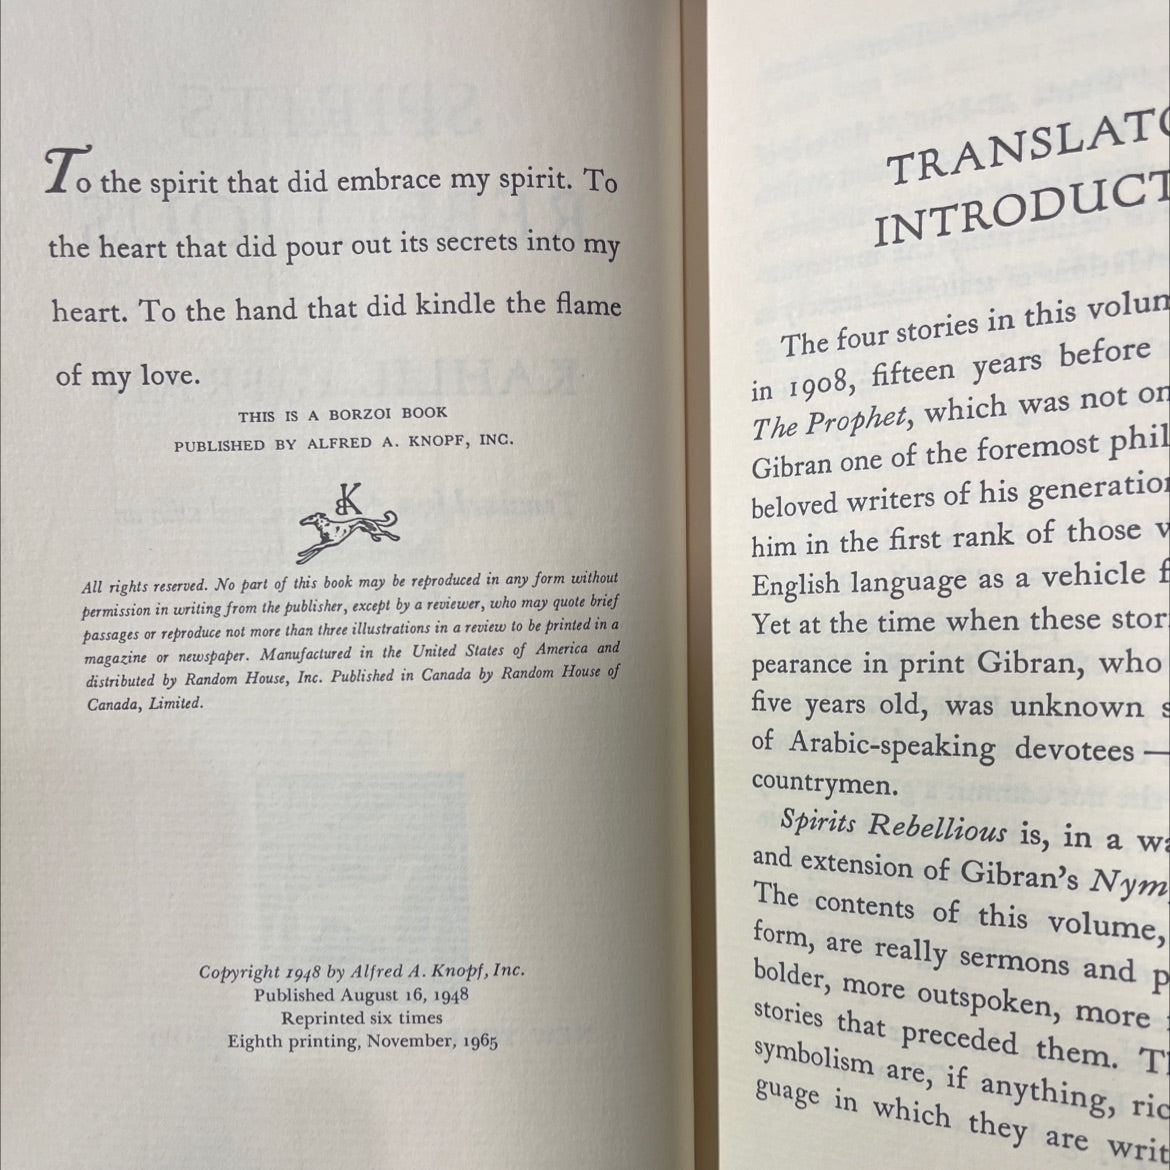 To the spirit that did embrace my spirit. To
the heart that did pour out its secrets into my
heart. To the hand that did kindle the flame
of my love.
THIS IS A BORZOI BOOK
PUBLISHED BY ALFRED A. KNOPF, INC.
All rights reserved. No part of this book may be reproduced in any form without
permission in writing from the publisher, except by a reviewer, who may quote brief
passages or reproduce not more than three illustrations in a review to be printed in a
magazine or newspaper. Manufactured in the United States of America and
distributed by Random House, Inc. Published in Canada by Random House of
Canada, Limited.
Copyright 1948 by Alfred A. Knopf, Inc.
Published August 16, 1948
Reprinted six times
Eighth printing, November, 1965
TRANSLATO
INTRODUCT
The four stories in this volum
in 1908, fifteen years before
The Prophet, which was not on
Gibran one of the foremost phil
beloved writers of his generation
him in the first rank of those
English language as a vehicle f
Yet at the time when these stor
pearance in print Gibran, who
five years old, was unknown s
of Arabic-speaking devotees —
countrymen.
Spirits Rebellious is, in a wa
and extension of Gibran's Nym
The contents of this volume,
form, are really sermons and p
bolder, more outspoken, more
stories that preceded them. Th
symbolism are, if anything, ric
guage in which they are writ